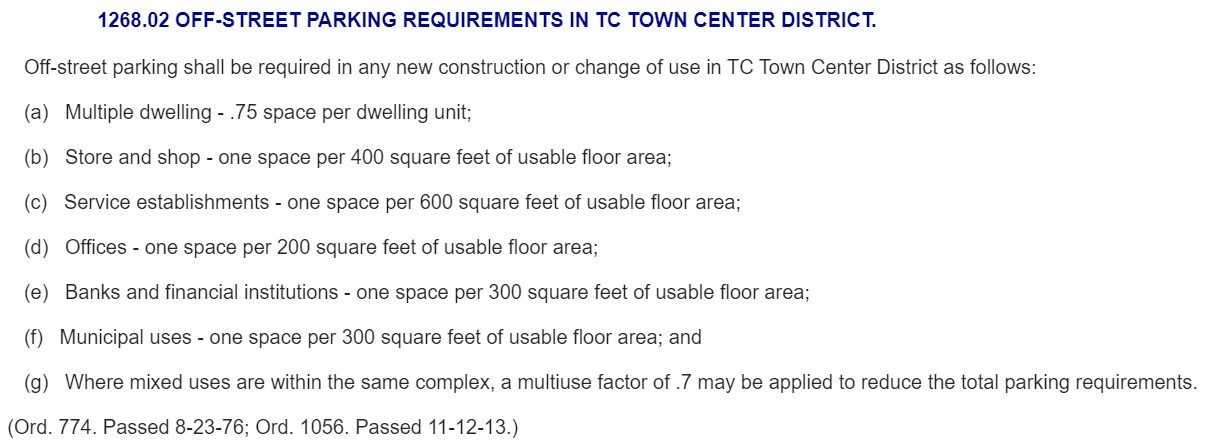 1268.02 OFF-STREET PARKING REQUIREMENTS IN TC TOWN CENTER DISTRICT.
Off-street parking shall be required in any new construction or change of use in TC Town Center District as follows:
(a) Multiple dwelling - .75 space per dwelling unit;
(b) Store and shop - one space per 400 square feet of usable floor area;
(c) Service establishments - one space per 600 square feet of usable floor area;
(d) Offices - one space per 200 square feet of usable floor area;
(e) Banks and financial institutions - one space per 300 square feet of usable floor area;
(f) Municipal uses - one space per 300 square feet of usable floor area; and
(g) Where mixed uses are within the same complex, a multiuse factor of .7 may be applied to reduce the total parking requirements.
(Ord. 774. Passed 8-23-76; Ord. 1056. Passed 11-12-13.)